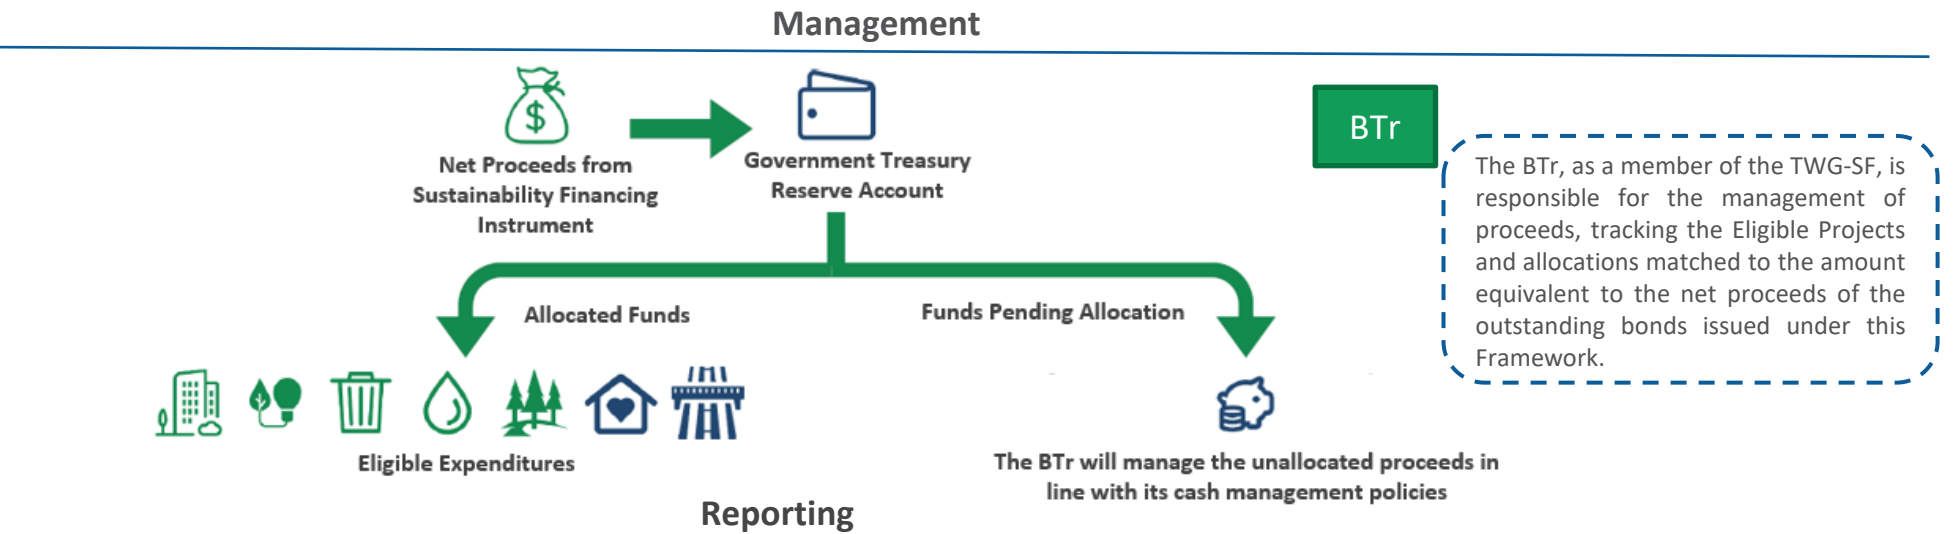 Management
$
Net Proceeds from
Sustainability Financing
Instrument
Government Treasury
Reserve Account
BTr
The BTr, as a member of the TWG-SF, is
responsible for the management of
proceeds, tracking the Eligible Projects
and allocations matched to the amount
equivalent to the net proceeds of the
outstanding bonds issued under this
Framework.
Allocated Funds
Funds Pending Allocation
Eligible Expenditures
The BTr will manage the unallocated proceeds in
line with its cash management policies
Reporting